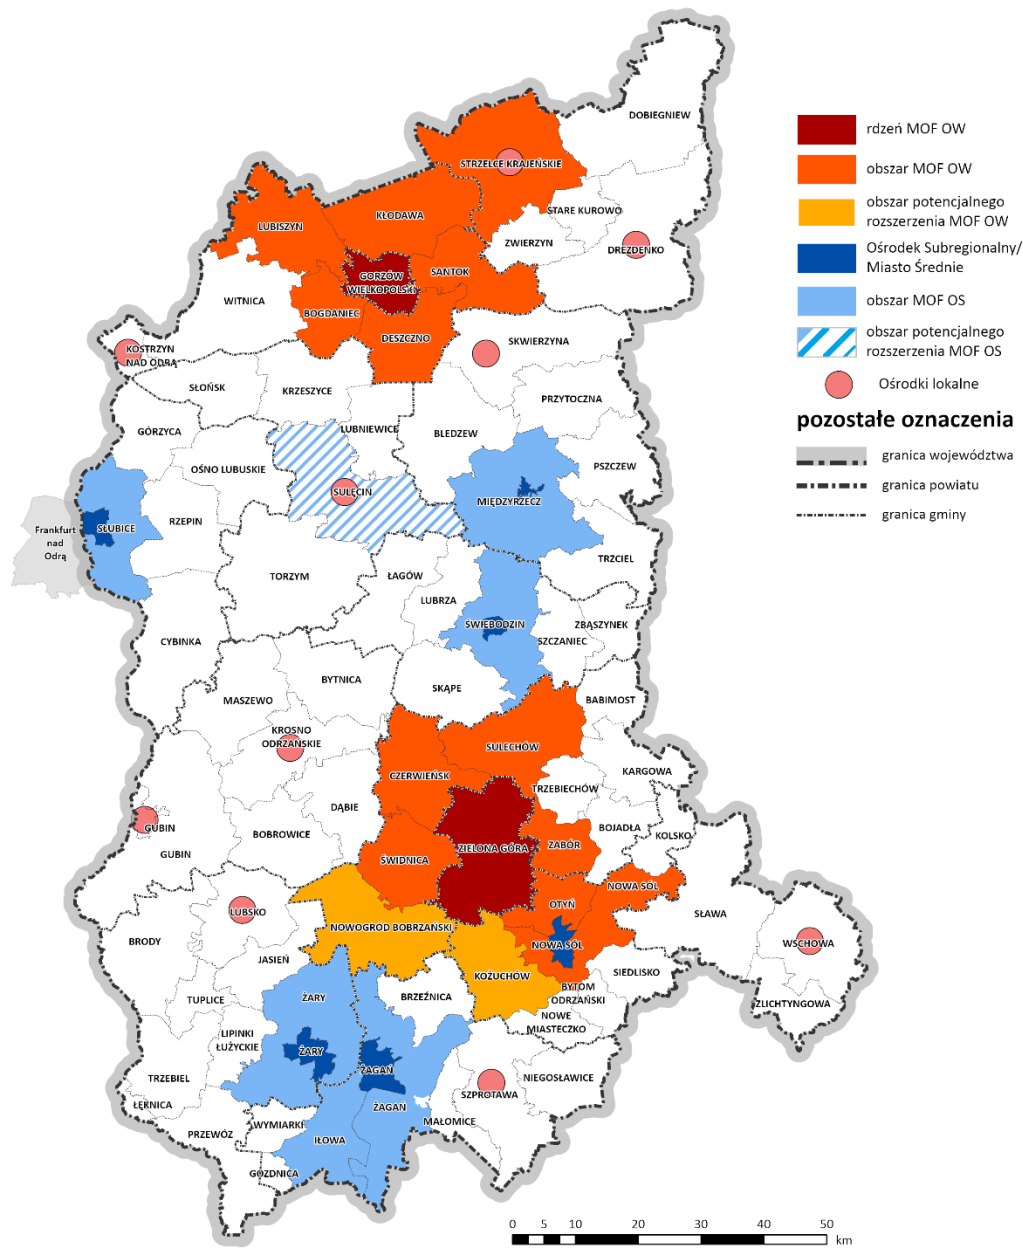 DOBIEGNIEW
STRZELCE KRAJEŃSKIE
STARE KUROWO
KŁODAWA
LUBISZYN
ZWIERZYN
DREZDENKO
GORZÓW
WIELKOPOLSKI
SANTOK
WITNICA
BOGDANIEC
DESZCZNO
SKWIERZYNA
KOSTRZYN
NAD ODRĄ
SŁOŃSK
KRZESZYCE
PRZYTOCZNA
GÓRZYCA
LUBNIEWICE
BLEDZEW
OŚNO LUBUSKIE
PSZCZEW
SULĘCIN
MIĘDZYRZECZ
RZEPIN
SŁUBICE
Frankfurt
nad
Odrą
TRZCIEL
TORZYM
ŁAGÓW
LUBRZA
ŚWIEBODZIN
ZBĄSZYNEK
SZCZANIEC
CYBINKA
BYTNICA
SKĄPE
MASZEWO
BABIMOST
KROSNO
ODRZAŃSKIE
SULECHÓW
CZERWIEŃSK
KARGOWA
TRZEBIECHÓW
DĄBIE
BOJADŁA
KOLSKO
GUBIN
BOBROWICE
ZIELONA GÓRA
ZABÓR
GUBIN
ŚWIDNICA
NOWA SÓL
OTYŃ
LUBSKO
SŁAWA
NOWOGRÓD BOBRZAŃSKI
BRODY
NOWA SÓL
WSCHOWA
JASIEŃ
KOŻUCHÓW
SIEDLISKO
BYTOM
ODRZAŃSKI
ŻARY
BRZEŹNICA
TUPLICE
ZLICHTYNGOWA
NOWE
MIASTECZKO
LIPINKI
ŁUŻYCKIE
ŻARY
ŻAGAŃ
TRZEBIEL
NIEGOSŁAWICE
SZPROTAWA
ŁĘKNICA
ŻAGAŃ
MAŁOMICE
WYMIARKI
PRZEWÓZ
IŁOWA
GOZDNICA
rdzeń MOF OW
obszar MOF OW
obszar potencjalnego
rozszerzenia MOF OW
Ośrodek Subregionalny/
Miasto Średnie
obszar MOF OS
obszar potencjalnego
rozszerzenia MOF OS
Ośrodki lokalne
pozostałe oznaczenia
granica województwa
granica powiatu
granica gminy
0 5 10 20 30 40 50
km